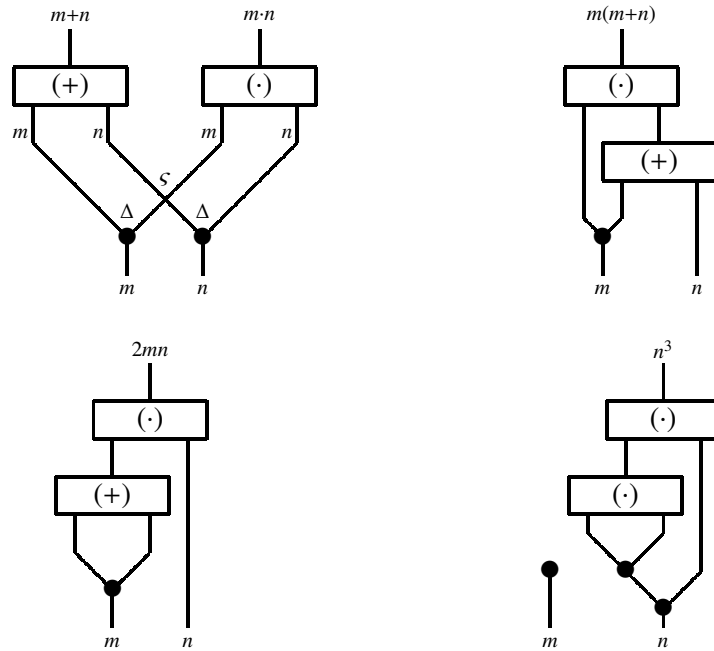 m+n m·n m(m+n)
(+) (·) (·)
m n m n
(+)
ς
Δ Δ
m n m n
2mn n³
(·) (·)
(+) (·)
m n m n